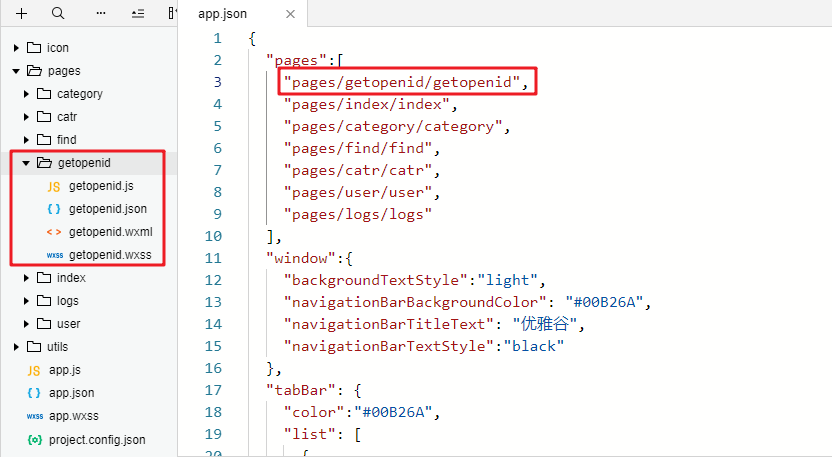 app.json
icon
pages
category
catr
find
getopenid
JS getopenid.js
{ } getopenid.json
< > getopenid.wxml
wxss getopenid.wxss
index
logs
user
utils
JS app.js
{ } app.json
wxss app.wxss
{o} project.config.json
1 {
2 "pages":[
3 "pages/getopenid/getopenid",
4 "pages/index/index",
5 "pages/category/category",
6 "pages/find/find",
7 "pages/catr/catr",
8 "pages/user/user",
9 "pages/logs/logs"
10 ],
11 "window":{
12 "backgroundTextStyle":"light",
13 "navigationBarBackgroundColor": "#00B26A",
14 "navigationBarTitleText": "优雅谷",
15 "navigationBarTextStyle":"black"
16 },
17 "tabBar": {
18 "color":"#00B26A",
19 "list": [
20 {